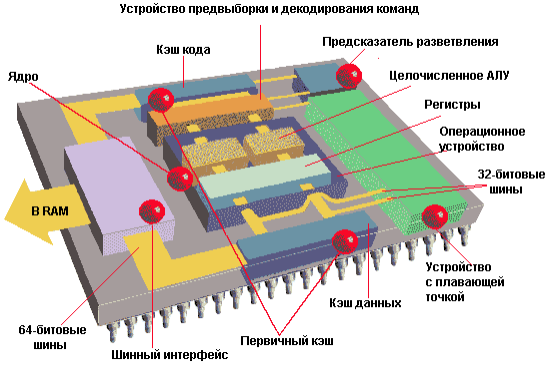 Устройство предвыборки и декодирования команд
Кэш кода
Предсказатель разветвления
Ядро
Целочисленное АЛУ
Регистры
Операционное
устройство
32-битовые
шины
В RAM
Устройство
с плавающей
точкой
Кэш данных
64-битовые
шины
Шинный интерфейс
Первичный кэш